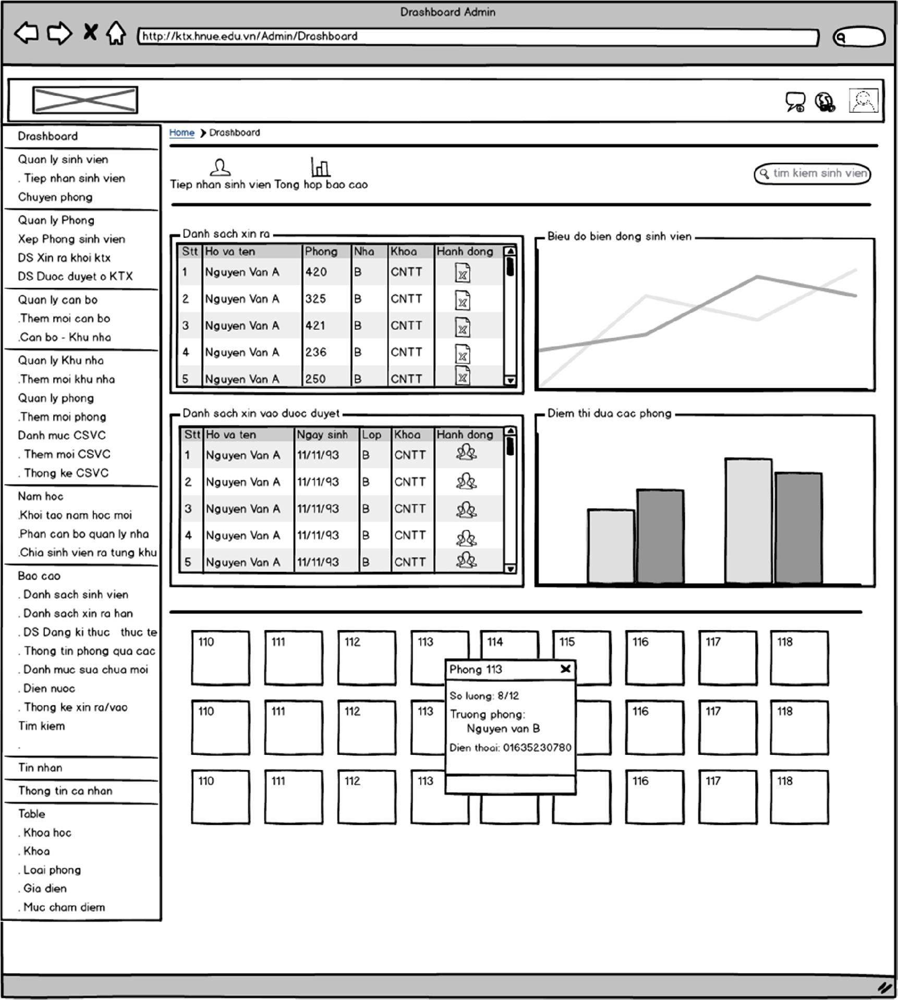 Drashboard Admin
http://ktx.hnue.edu.vn/Admin/Drashboard
Drashboard
Quan ly sinh vien
. Tiep nhan sinh vien
Chuyen phong
Quan ly Phong
Xep Phong sinh vien
DS Xin ra khoi ktx
DS Duoc duyet o KTX
Quan ly can bo
.Them moi can bo
.Can bo - Khu nha
Quan ly Khu nha
.Them moi khu nha
Quan ly phong
.Them moi phong
Danh muc CSVC
. Them moi CSVC
. Thong ke CSVC
Nam hoc
.Khoi tao nam hoc moi
.Phan can bo quan ly nha
.Chia sinh vien ra tung khu
Bao cao
. Danh sach sinh vien
. Danh sach xin ra han
. DS Dang ki thuc thuc te
. Thong tin phong qua cac
. Danh muc sua chua moi
. Dien nuoc
. Thong ke xin ra/vao
Tim kiem
.
Tin nhan
Thong tin ca nhan
Table
. Khoa hoc
. Khoa
. Loai phong
. Gia dien
. Muc cham diem
Home Drashboard
Tiep nhan sinh vien Tong hop bao cao
tim kiem sinh vien
Danh sach xin ra
Stt Ho va ten Phong Nha Khoa Hanh dong
1 Nguyen Van A 420 B CNTT
2 Nguyen Van A 325 B CNTT
3 Nguyen Van A 421 B CNTT
4 Nguyen Van A 236 B CNTT
5 Nguyen Van A 250 B CNTT
Bieu do bien dong sinh vien
Danh sach xin vao duoc duyet
Stt Ho va ten Ngay sinh Lop Khoa Hanh dong
1 Nguyen Van A 11/11/93 B CNTT
2 Nguyen Van A 11/11/93 B CNTT
3 Nguyen Van A 11/11/93 B CNTT
4 Nguyen Van A 11/11/93 B CNTT
5 Nguyen Van A 11/11/93 B CNTT
Diem thi dua cac phong
110 111 112 113 114 115 116 117 118
110 111 112 113 116 117 118
110 111 112 113 116 117 118
Phong 113
So luong: 8/12
Truong phong:
Nguyen van B
Dien thoai: 01635230780